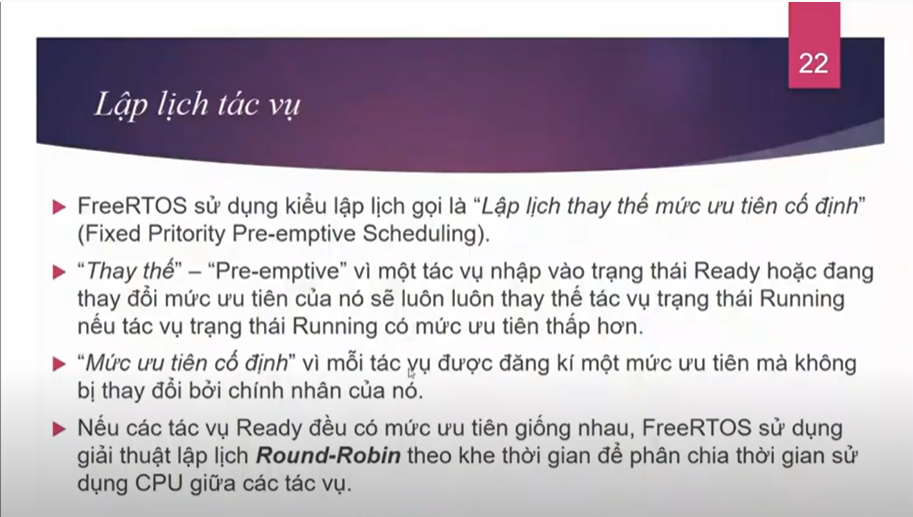 22
Lập lịch tác vụ
FreeRTOS sử dụng kiểu lập lịch gọi là “Lập lịch thay thế mức ưu tiên cố định”
(Fixed Pritority Pre-emptive Scheduling).
“Thay thế” – “Pre-emptive” vì một tác vụ nhập vào trạng thái Ready hoặc đang
thay đổi mức ưu tiên của nó sẽ luôn luôn thay thế tác vụ trạng thái Running
nếu tác vụ trạng thái Running có mức ưu tiên thấp hơn.
“Mức ưu tiên cố định” vì mỗi tác vụ được đăng kí một mức ưu tiên mà không
bị thay đổi bởi chính nhân của nó.
Nếu các tác vụ Ready đều có mức ưu tiên giống nhau, FreeRTOS sử dụng
giải thuật lập lịch Round-Robin theo khe thời gian để phân chia thời gian sử
dụng CPU giữa các tác vụ.